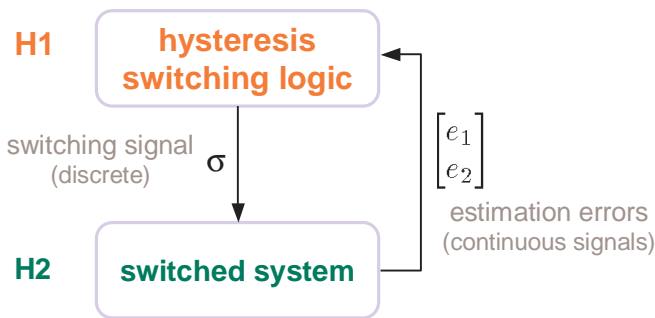 H1
hysteresis
switching logic
switching signal
(discrete)
σ
e₁
e₂
estimation errors
(continuous signals)
H2
switched system